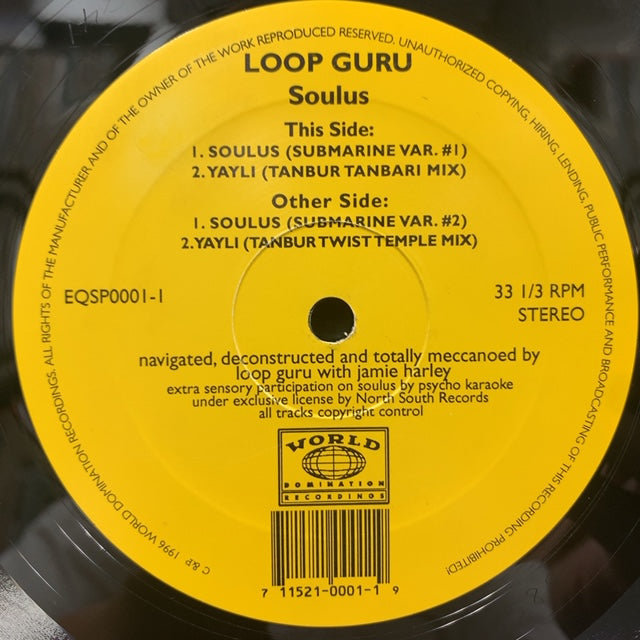 LOOP GURU
Soulus
This Side:
1. SOULUS (SUBMARINE VAR. #1)
2. YAYLI (TANBUR TANBARI MIX)
Other Side:
1. SOULUS (SUBMARINE VAR. #2)
2.YAYLI (TANBUR TWIST TEMPLE MIX)
EQSP0001-1
33 1/3 RPM
STEREO
navigated, deconstructed and totally meccanoed by
loop guru with jamie harley
extra sensory participation on soulus by psycho karaoke
under exclusive license by North South Records
all tracks copyright control
WORLD
DOMINATION
RECORDINGS
7 11521-0001-1 9
C & P 1996 WORLD DOMINATION RECORDINGS. ALL RIGHTS OF THE MANUFACTURER AND OF THE OWNER OF THE WORK REPRODUCED RESERVED. UNAUTHORIZED COPYING, HIRING, LENDING, PUBLIC PERFORMANCE AND BROADCASTING OF THIS RECORDING PROHIBITED!